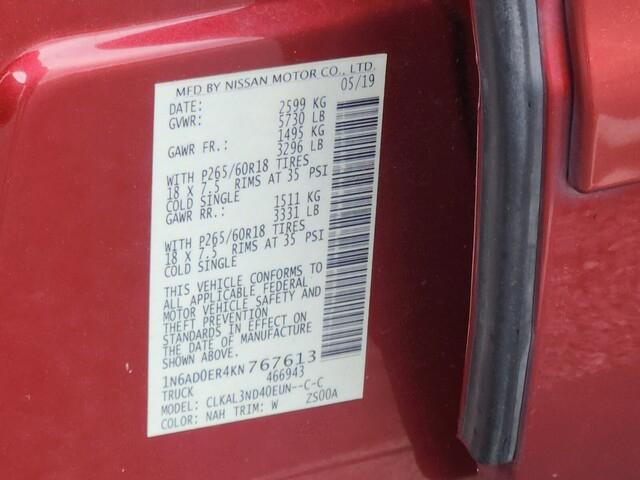 MFD BY NISSAN MOTOR CO., LTD.
DATE: 05/19
GVWR: 2599 KG
5730 LB
GAWR FR.: 1495 KG
3296 LB
WITH P265/60R18 TIRES
18 X 7.5 RIMS AT 35 PSI
COLD SINGLE
GAWR RR.: 1511 KG
3331 LB
WITH P265/60R18 TIRES
18 X 7.5 RIMS AT 35 PSI
COLD SINGLE
THIS VEHICLE CONFORMS TO
ALL APPLICABLE FEDERAL
MOTOR VEHICLE SAFETY AND
THEFT PREVENTION
STANDARDS IN EFFECT ON
THE DATE OF MANUFACTURE
SHOWN ABOVE.
1N6AD0ER4KN767613
TRUCK 466943
MODEL: CLKAL3ND40EUN--C-C
COLOR: NAH TRIM: W ZS00A